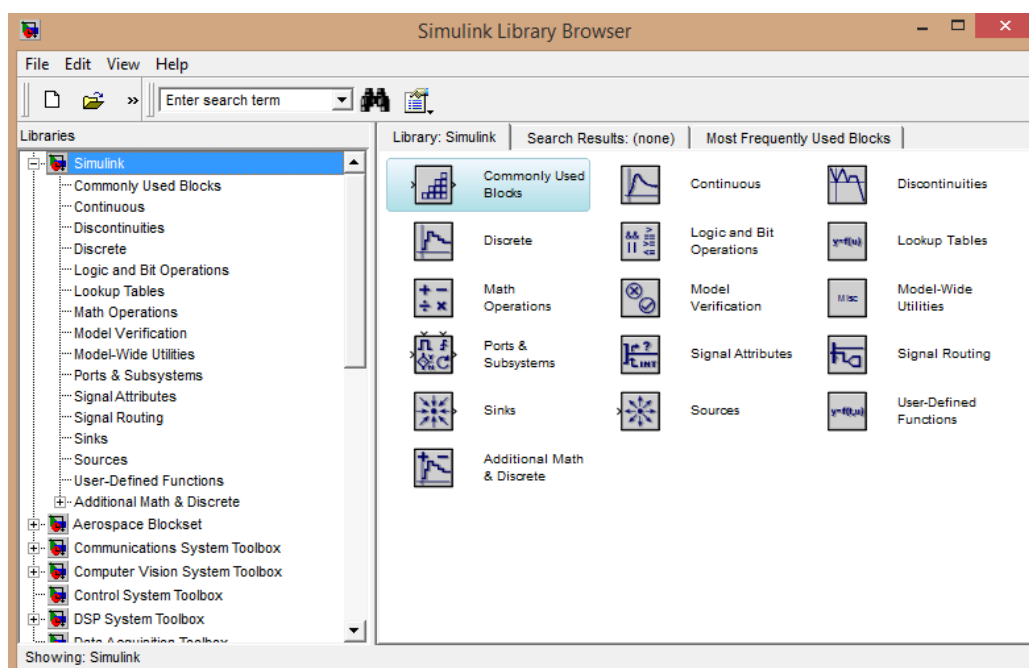 Simulink Library Browser
File Edit View Help
» Enter search term
Libraries
Simulink
Commonly Used Blocks
Continuous
Discontinuities
Discrete
Logic and Bit Operations
Lookup Tables
Math Operations
Model Verification
Model-Wide Utilities
Ports & Subsystems
Signal Attributes
Signal Routing
Sinks
Sources
User-Defined Functions
Additional Math & Discrete
Aerospace Blockset
Communications System Toolbox
Computer Vision System Toolbox
Control System Toolbox
DSP System Toolbox
Data Acquisition Toolbox
Library: Simulink Search Results: (none) Most Frequently Used Blocks
Commonly Used
Blocks
Continuous
Discontinuities
Discrete
&& >
|| >=
<=
Logic and Bit
Operations
y=f(u)
Lookup Tables
+ −
÷ ×
Math
Operations
Model
Verification
Misc
Model-Wide
Utilities
Ports &
Subsystems
?
INT
Signal Attributes
Signal Routing
Sinks
Sources
y=f(t,u)
User-Defined
Functions
Additional Math
& Discrete
Showing: Simulink